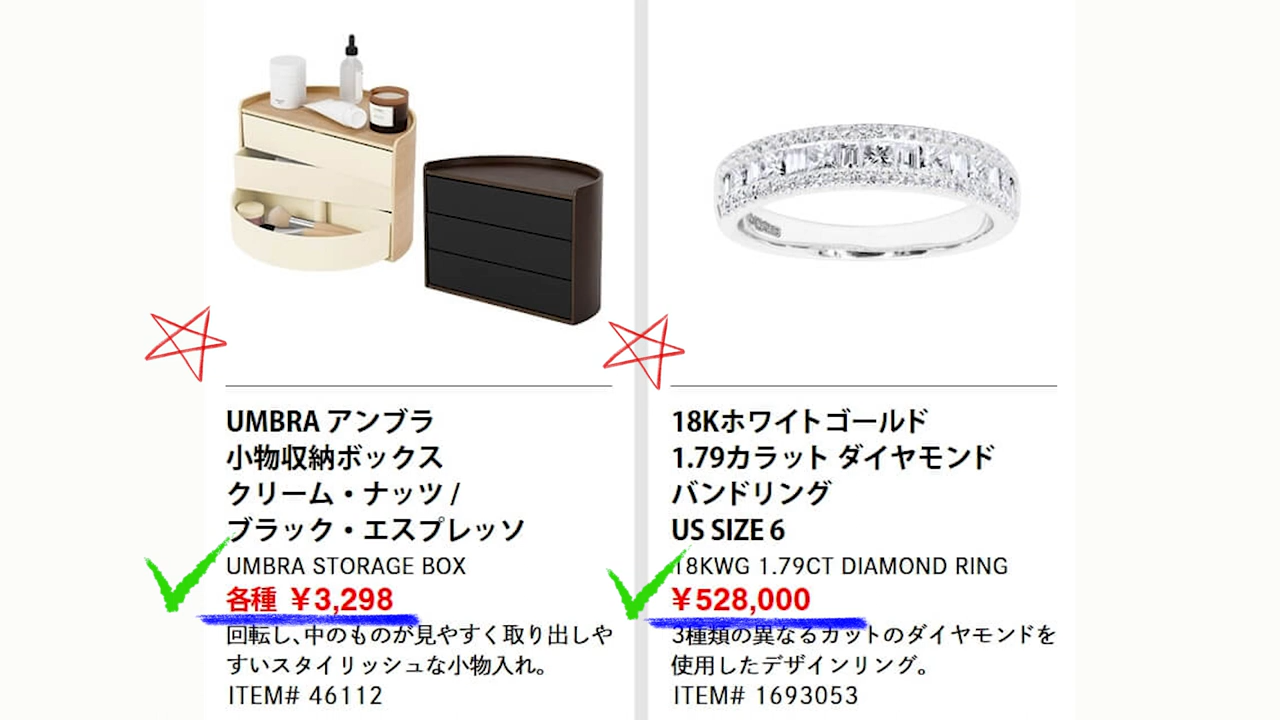 UMBRA アンブラ
小物収納ボックス
クリーム・ナッツ /
ブラック・エスプレッソ
UMBRA STORAGE BOX
各種 ￥3,298
回転し、中のものが見やすく取り出しや
すいスタイリッシュな小物入れ。
ITEM# 46112
18Kホワイトゴールド
1.79カラット ダイヤモンド
バンドリング
US SIZE 6
18KWG 1.79CT DIAMOND RING
￥528,000
3種類の異なるカットのダイヤモンドを
使用したデザインリング。
ITEM# 1693053